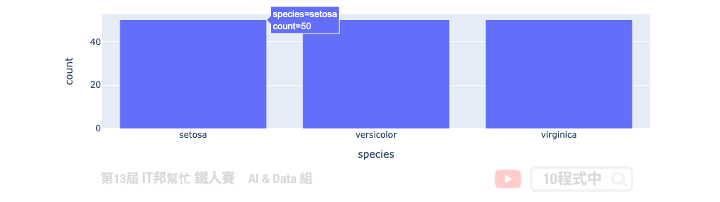 species=setosa
count=50
count
40
20
0
setosa versicolor virginica
species
第13屆 iT邦幫忙 鐵人賽 AI & Data 組
10程式中